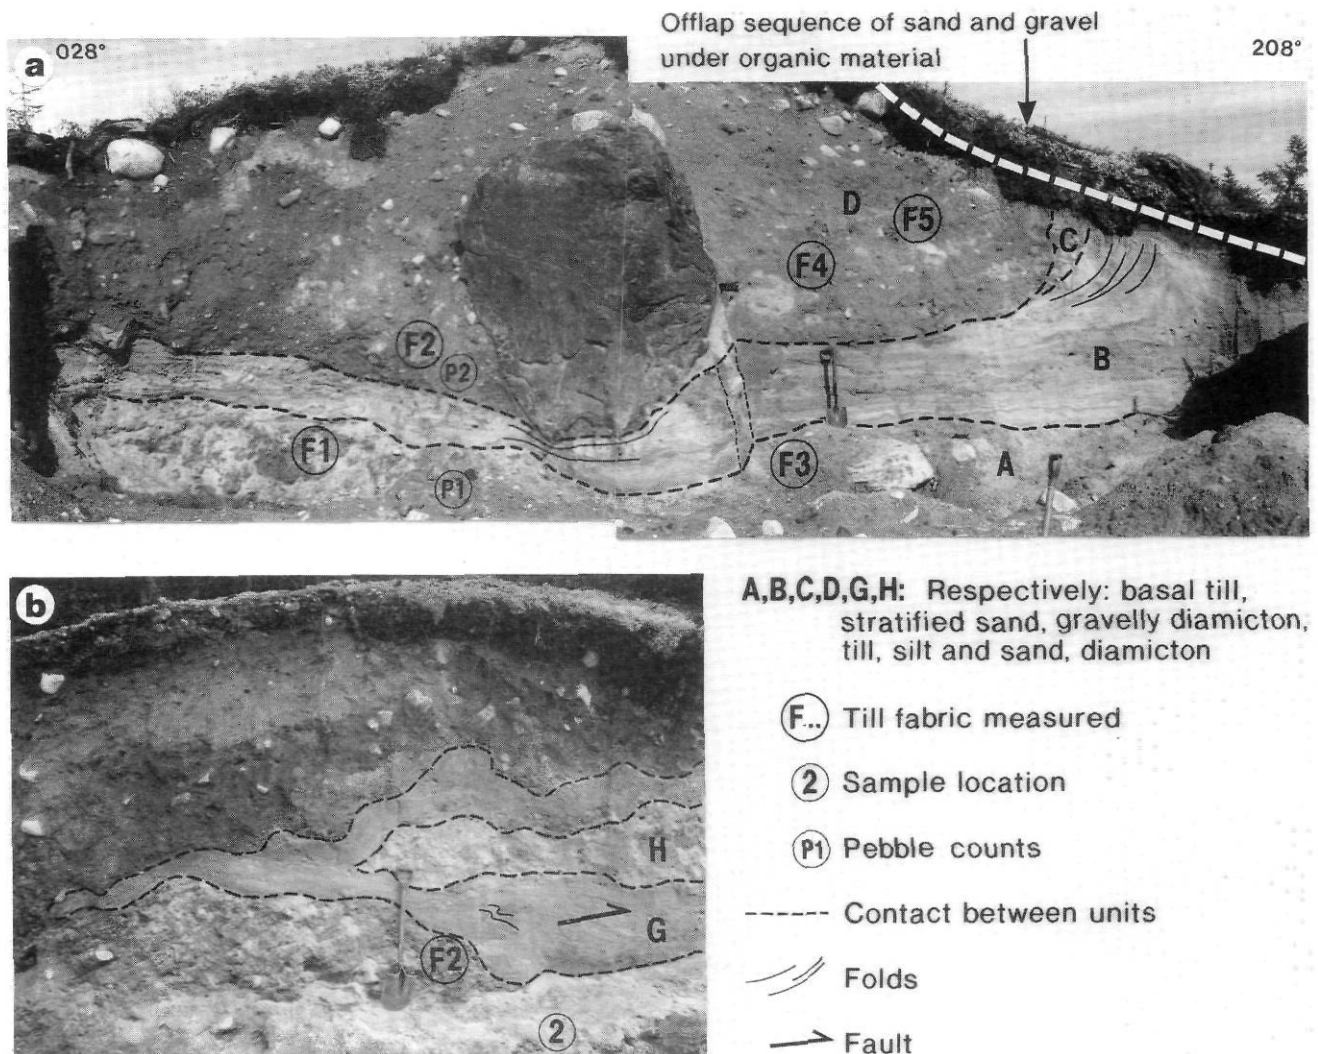 Offlap sequence of sand and gravel
under organic material
a
028°
208°
D
F5
C
F4
B
F2
P2
F1
F3
A
P1
b
H
G
F2
2
A,B,C,D,G,H: Respectively: basal till,
stratified sand, gravelly diamicton,
till, silt and sand, diamicton
F... Till fabric measured
2 Sample location
P1 Pebble counts
Contact between units
Folds
Fault